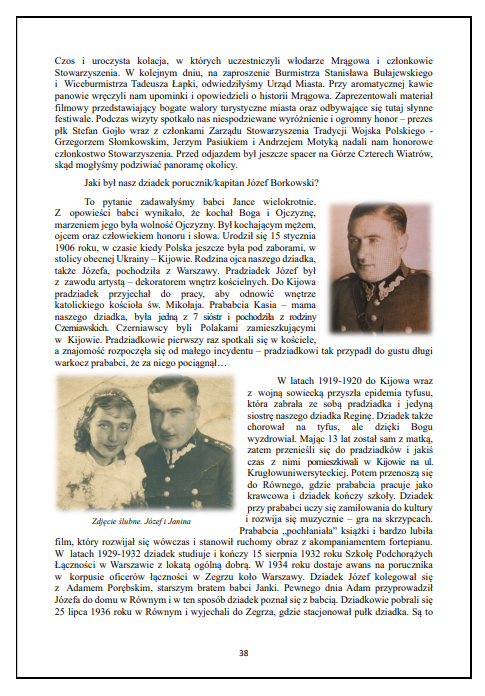 Czos i uroczysta kolacja, w których uczestniczyli włodarze Mrągowa i członkowie
Stowarzyszenia. W kolejnym dniu, na zaproszenie Burmistrza Stanisława Bułajewskiego
i Wiceburmistrza Tadeusza Łapki, odwiedziłyśmy Urząd Miasta. Przy aromatycznej kawie
panowie wręczyli nam upominki i opowiedzieli o historii Mrągowa. Zaprezentowali materiał
filmowy przedstawiający bogate walory turystyczne miasta oraz odbywające się tutaj słynne
festiwale. Podczas wizyty spotkało nas niespodziewane wyróżnienie i ogromny honor – prezes
płk Stefan Gojło wraz z członkami Zarządu Stowarzyszenia Tradycji Wojska Polskiego -
Grzegorzem Słomkowskim, Jerzym Pasiukiem i Andrzejem Motyką nadali nam honorowe
członkostwo Stowarzyszenia. Przed odjazdem był jeszcze spacer na Górze Czterech Wiatrów,
skąd mogłyśmy podziwiać panoramę okolicy.
Jaki był nasz dziadek porucznik/kapitan Józef Borkowski?
To pytanie zadawałyśmy babci Jance wielokrotnie.
Z opowieści babci wynikało, że kochał Boga i Ojczyznę,
marzeniem jego była wolność Ojczyzny. Był kochającym mężem,
ojcem oraz człowiekiem honoru i słowa. Urodził się 15 stycznia
1906 roku, w czasie kiedy Polska jeszcze była pod zaborami, w
stolicy obecnej Ukrainy – Kijowie. Rodzina ojca naszego dziadka,
także Józefa, pochodziła z Warszawy. Pradziadek Józef był
z zawodu artystą – dekoratorem wnętrz kościelnych. Do Kijowa
pradziadek przyjechał do pracy, aby odnowić wnętrze
katolickiego kościoła św. Mikołaja. Prababcia Kasia – mama
naszego dziadka, była jedną z 7 sióstr i pochodziła z rodziny
Czerniawskich. Czerniawscy byli Polakami zamieszkującymi
w Kijowie. Pradziadkowie pierwszy raz spotkali się w kościele,
a znajomość rozpoczęła się od małego incydentu – pradziadkowi tak przypadł do gustu długi
warkocz prababci, że za niego pociągnął…
W latach 1919-1920 do Kijowa wraz
z wojną sowiecką przyszła epidemia tyfusu,
która zabrała ze sobą pradziadka i jedyną
siostrę naszego dziadka Reginę. Dziadek także
chorował na tyfus, ale dzięki Bogu
wyzdrowiał. Mając 13 lat został sam z matką,
zatem przenieśli się do pradziadków i jakiś
czas z nimi pomieszkiwali w Kijowie na ul.
Krugłouniwersyteckiej. Potem przenoszą się
do Równego, gdzie prababcia pracuje jako
krawcowa i dziadek kończy szkoły. Dziadek
przy prababci uczy się zamiłowania do kultury
i rozwija się muzycznie – gra na skrzypcach.
Zdjęcie ślubne. Józef i Janina
Prababcia „pochłaniała” książki i bardzo lubiła
film, który rozwijał się wówczas i stanowił ruchomy obraz z akompaniamentem fortepianu.
W latach 1929-1932 dziadek studiuje i kończy 15 sierpnia 1932 roku Szkołę Podchorążych
Łączności w Warszawie z lokatą ogólną dobrą. W 1934 roku dostaje awans na porucznika
w korpusie oficerów łączności w Zegrzu koło Warszawy. Dziadek Józef kolegował się
z Adamem Porębskim, starszym bratem babci Janki. Pewnego dnia Adam przyprowadził
Józefa do domu w Równym i w ten sposób dziadek poznał się z babcią. Dziadkowie pobrali się
25 lipca 1936 roku w Równym i wyjechali do Zegrza, gdzie stacjonował pułk dziadka. Są to
38